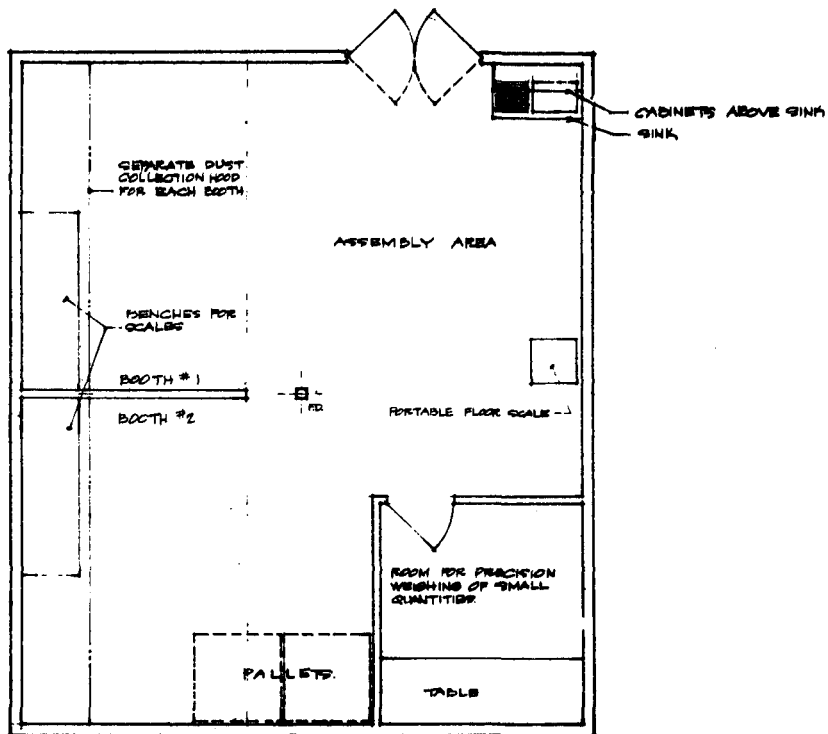 CABINETS ABOVE SINK
SINK
SEPARATE DUST
COLLECTION HOOD
FOR EACH BOOTH
ASSEMBLY AREA
BENCHES FOR
SCALES
BOOTH #1
BOOTH #2
F.D.
PORTABLE FLOOR SCALE
ROOM FOR PRECISION
WEIGHING OF SMALL
QUANTITIES.
PALLETS.
TABLE